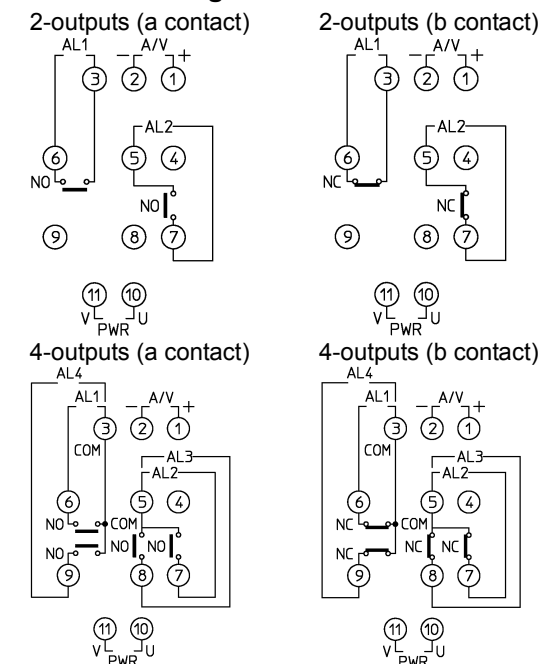 2-outputs (a contact)
AL1
− A/V +
3 2 1
AL2
6 5 4
NO
NO
9 8 7
11 10
V PWR U
2-outputs (b contact)
AL1
− A/V +
3 2 1
AL2
6 5 4
NC
NC
9 8 7
11 10
V PWR U
4-outputs (a contact)
AL4
AL1 − A/V +
3 2 1
COM
AL3
AL2
6 5 4
NO COM
NO NO NO
9 8 7
11 10
V PWR U
4-outputs (b contact)
AL4
AL1 − A/V +
3 2 1
COM
AL3
AL2
6 5 4
NC COM
NC NC NC
9 8 7
11 10
V PWR U